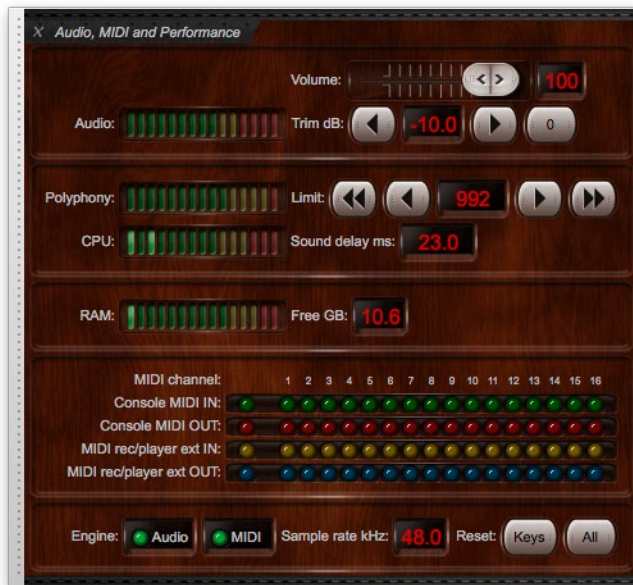 X Audio, MIDI and Performance
Volume: 100
Audio: Trim dB: -10.0 0
Polyphony: Limit: 992
CPU: Sound delay ms: 23.0
RAM: Free GB: 10.6
MIDI channel: 1 2 3 4 5 6 7 8 9 10 11 12 13 14 15 16
Console MIDI IN:
Console MIDI OUT:
MIDI rec/player ext IN:
MIDI rec/player ext OUT:
Engine: Audio MIDI Sample rate kHz: 48.0 Reset: Keys All